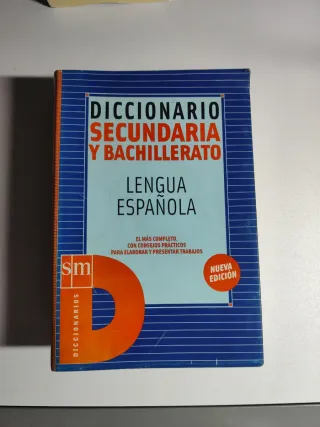 DICCIONARIO
SECUNDARIA
Y BACHILLERATO
LENGUA
ESPAÑOLA
EL MÁS COMPLETO,
CON CONSEJOS PRÁCTICOS
PARA ELABORAR Y PRESENTAR TRABAJOS
NUEVA
EDICIÓN
sm
D
DICCIONARIOS